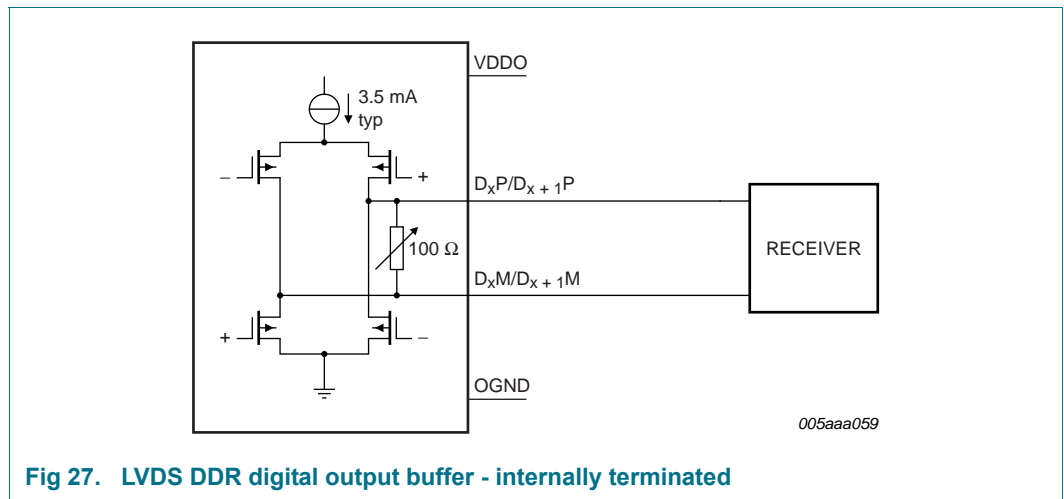 VDDO
3.5 mA
typ
−
+
DxP/Dx + 1P
100 Ω
RECEIVER
DxM/Dx + 1M
+
−
OGND
005aaa059
Fig 27. LVDS DDR digital output buffer - internally terminated